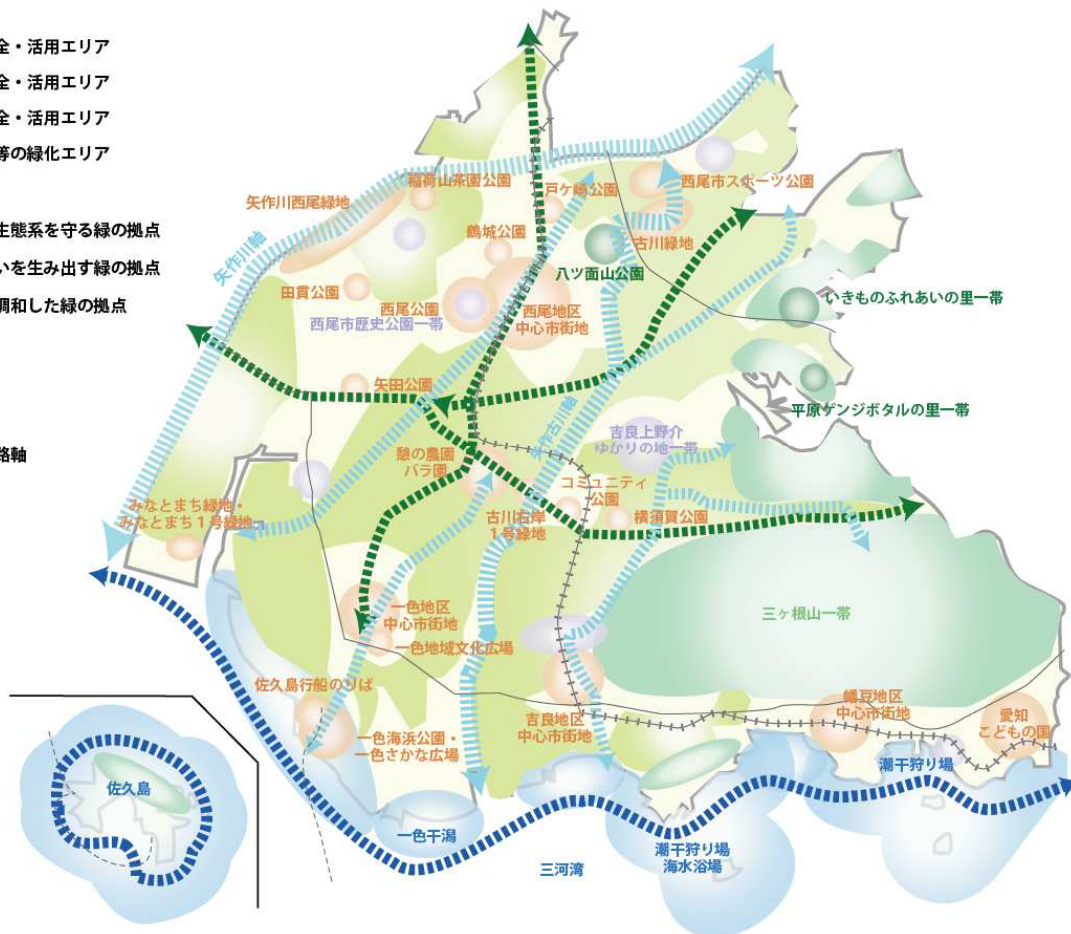 全・活用エリア
全・活用エリア
全・活用エリア
等の緑化エリア
生態系を守る緑の拠点
いを生み出す緑の拠点
調和した緑の拠点
路軸
稲荷山茶園公園
矢作川西尾緑地
戸ケ崎公園
西尾市スポーツ公園
鶴城公園
古川緑地
矢作川軸
八ツ面山公園
田貫公園
西尾公園
西尾市歴史公園一帯
西尾地区
中心市街地
いきものふれあいの里一帯
矢田公園
平原ゲンジボタルの里一帯
矢作古川軸
吉良上野介
ゆかりの地一帯
憩の農園
バラ園
コミュニティ
公園
みなとまち緑地・
みなとまち1号緑地
古川右岸
1号緑地
横須賀公園
一色地区
中心市街地
一色地域文化広場
三ヶ根山一帯
佐久島行船のりば
吉良地区
中心市街地
幡豆地区
中心市街地
愛知
こどもの国
一色海浜公園・
一色さかな広場
潮干狩り場
佐久島
一色干潟
三河湾
潮干狩り場
海水浴場